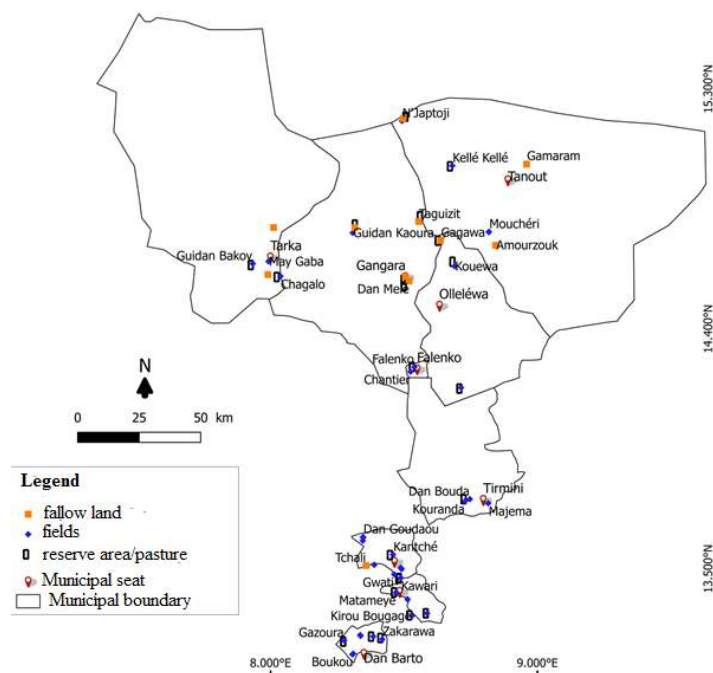 N'Japtoji
15.300°N
Kellé Kellé
Gamaram
Tanout
Taguizit
Mouchéri
Guidan Kaoura
Gagawa
Amourzouk
Tarka
Guidan Bakoy
May Gaba
Chagalo
Gangara
Kouewa
Dan Mele
Olleléwa
14.400°N
Falenko
Falenko
Chantier
N
0 25 50 km
Legend
fallow land
fields
reserve area/pasture
Municipal seat
Municipal boundary
Dan Bouda
Tirmini
Kouranda
Majema
Dan Goudaou
Kantché
Tchali
13.500°N
Gwati
Kawari
Matameye
Kirou Bougage
Gazoura
Zakarawa
Boukou
Dan Barto
8.000°E
9.000°E